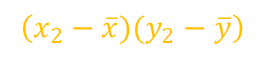 (x₂ − x̄)(y₂ − ȳ)